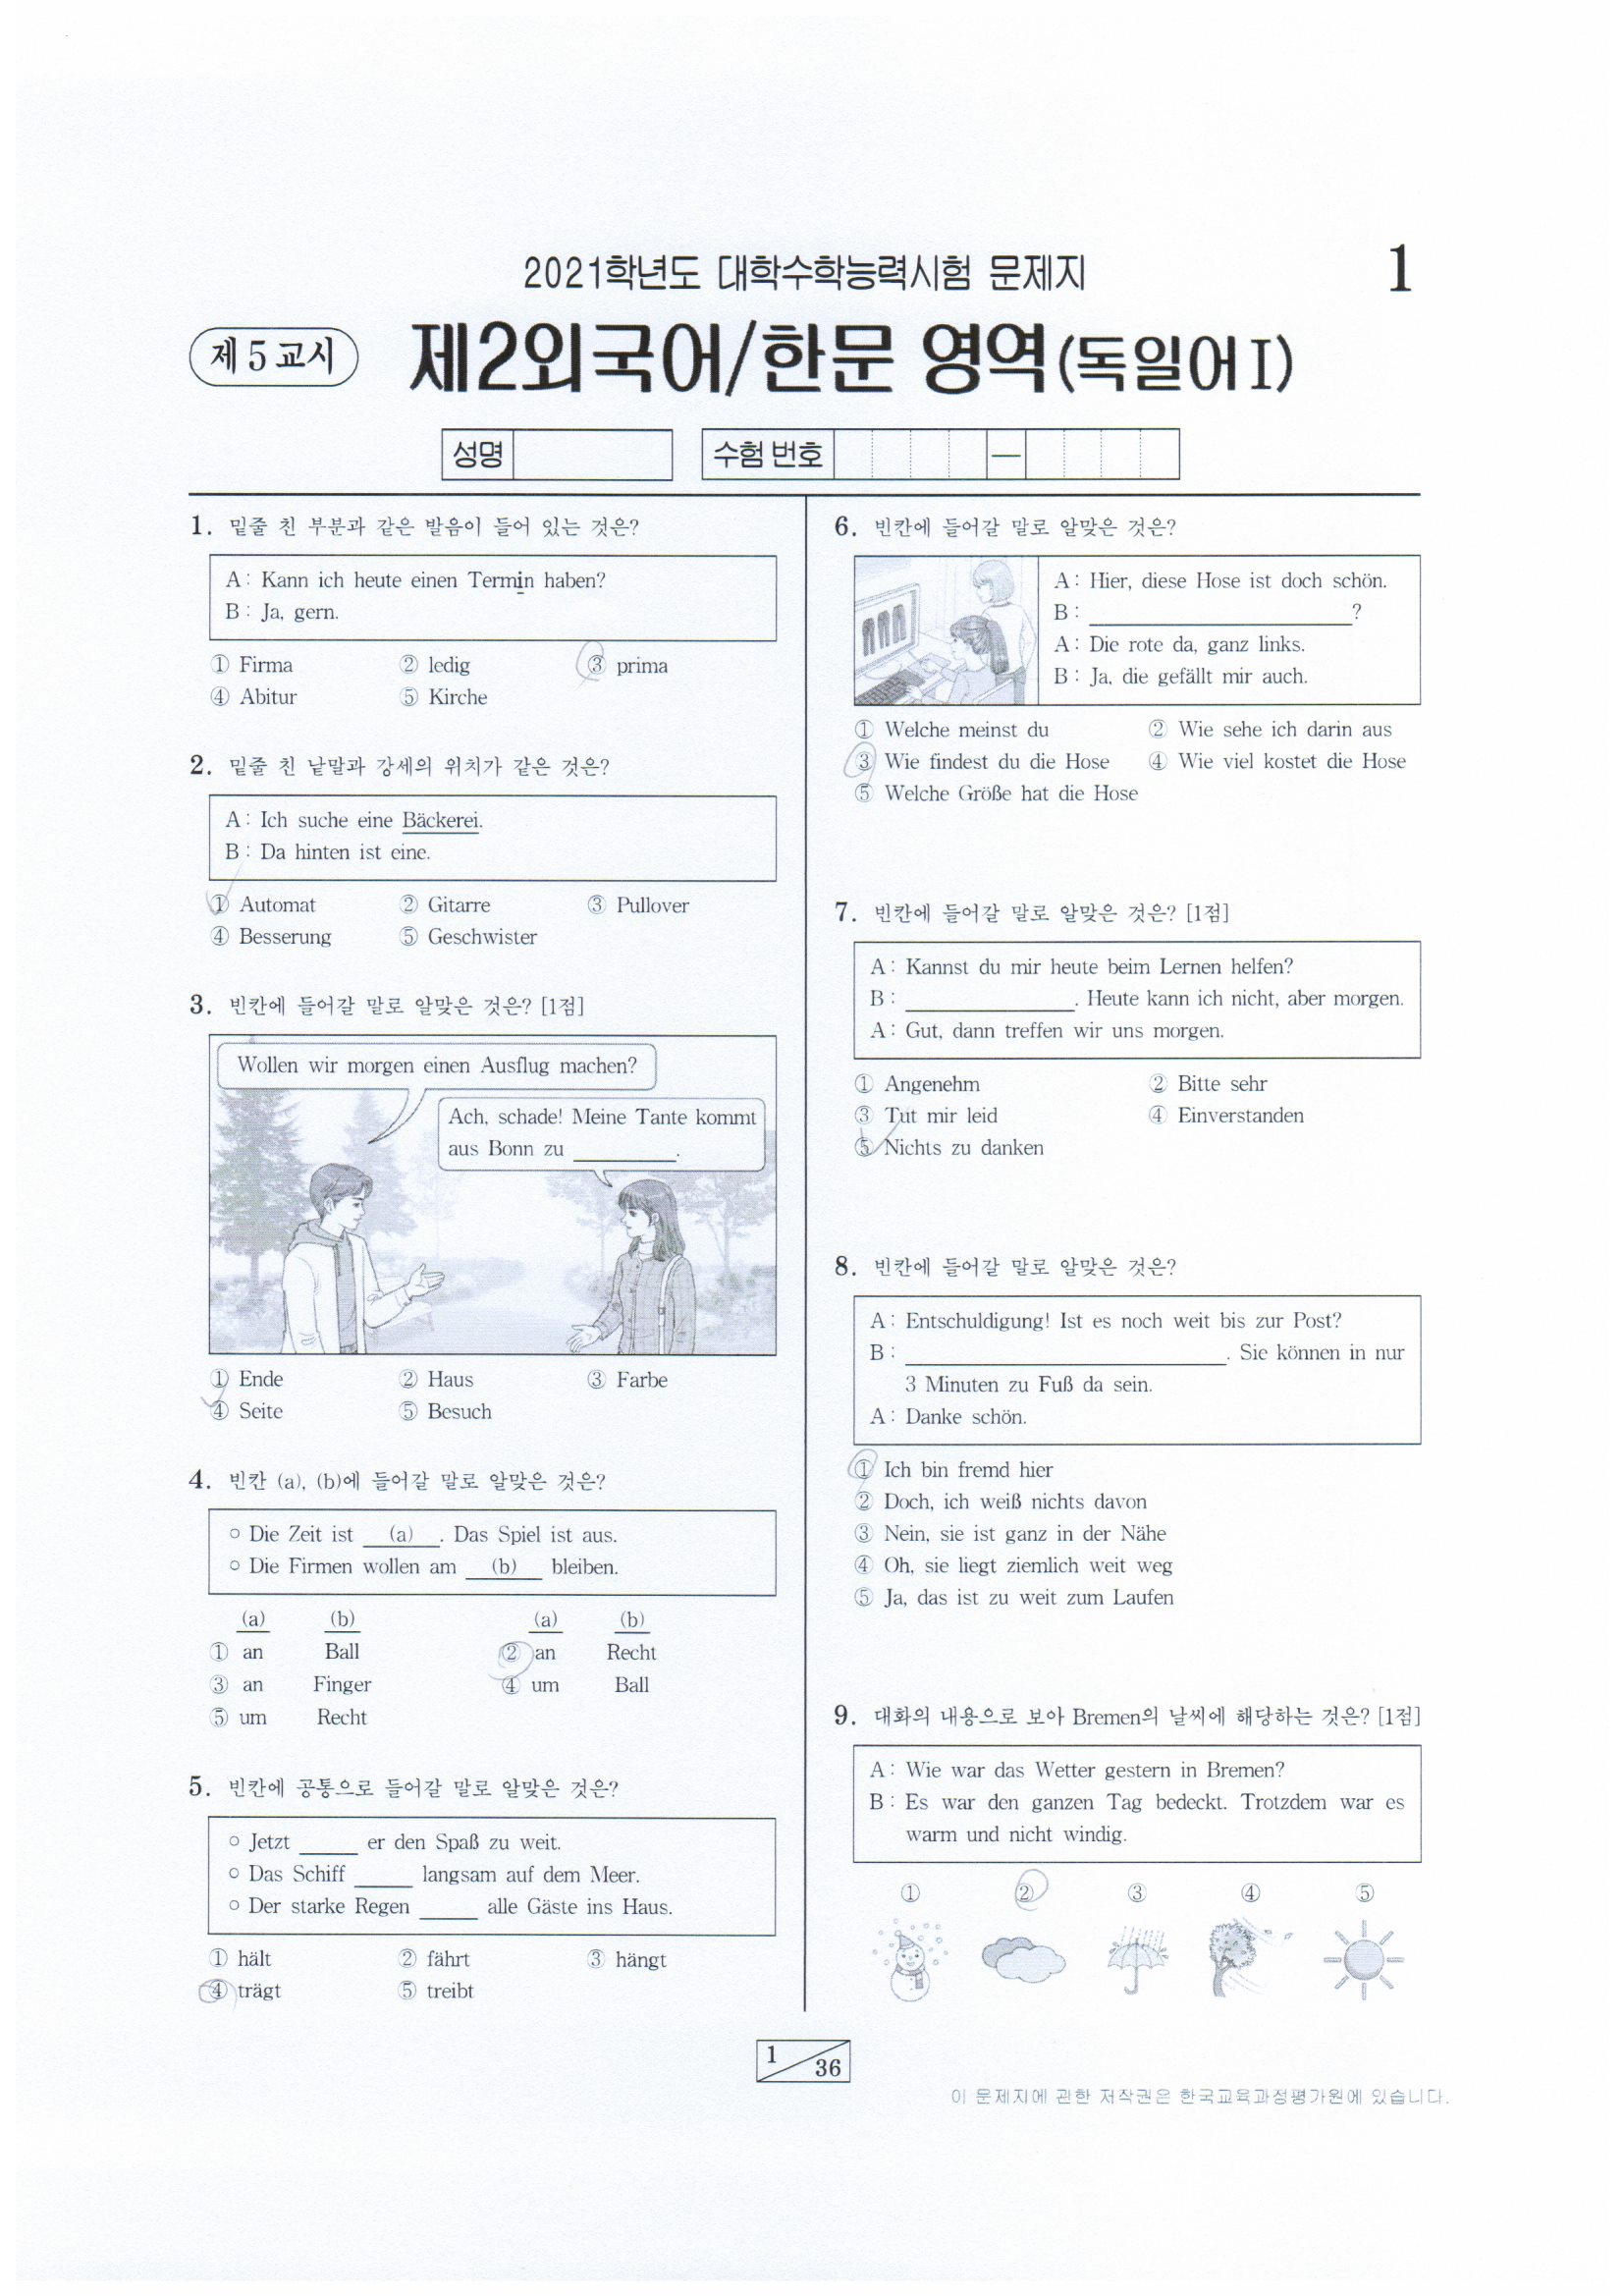 2021학년도 대학수학능력시험 문제지
1
제 5 교시
제2외국어/한문 영역(독일어 I)
성명
수험 번호
—
1. 밑줄 친 부분과 같은 발음이 들어 있는 것은?
A : Kann ich heute einen Termin haben?
B : Ja, gern.
① Firma ② ledig ③ prima
④ Abitur ⑤ Kirche
2. 밑줄 친 낱말과 강세의 위치가 같은 것은?
A : Ich suche eine Bäckerei.
B : Da hinten ist eine.
① Automat ② Gitarre ③ Pullover
④ Besserung ⑤ Geschwister
3. 빈칸에 들어갈 말로 알맞은 것은? [1점]
Wollen wir morgen einen Ausflug machen?
Ach, schade! Meine Tante kommt
aus Bonn zu ________.
① Ende ② Haus ③ Farbe
④ Seite ⑤ Besuch
4. 빈칸 (a), (b)에 들어갈 말로 알맞은 것은?
○ Die Zeit ist (a) . Das Spiel ist aus.
○ Die Firmen wollen am (b) bleiben.
(a) (b) (a) (b)
① an Ball ② an Recht
③ an Finger ④ um Ball
⑤ um Recht
5. 빈칸에 공통으로 들어갈 말로 알맞은 것은?
○ Jetzt _____ er den Spaß zu weit.
○ Das Schiff _____ langsam auf dem Meer.
○ Der starke Regen _____ alle Gäste ins Haus.
① hält ② fährt ③ hängt
④ trägt ⑤ treibt
6. 빈칸에 들어갈 말로 알맞은 것은?
A : Hier, diese Hose ist doch schön.
B : ____________________?
A : Die rote da, ganz links.
B : Ja, die gefällt mir auch.
① Welche meinst du ② Wie sehe ich darin aus
③ Wie findest du die Hose ④ Wie viel kostet die Hose
⑤ Welche Größe hat die Hose
7. 빈칸에 들어갈 말로 알맞은 것은? [1점]
A : Kannst du mir heute beim Lernen helfen?
B : ______________. Heute kann ich nicht, aber morgen.
A : Gut, dann treffen wir uns morgen.
① Angenehm ② Bitte sehr
③ Tut mir leid ④ Einverstanden
⑤ Nichts zu danken
8. 빈칸에 들어갈 말로 알맞은 것은?
A : Entschuldigung! Ist es noch weit bis zur Post?
B : __________________________. Sie können in nur
3 Minuten zu Fuß da sein.
A : Danke schön.
① Ich bin fremd hier
② Doch, ich weiß nichts davon
③ Nein, sie ist ganz in der Nähe
④ Oh, sie liegt ziemlich weit weg
⑤ Ja, das ist zu weit zum Laufen
9. 대화의 내용으로 보아 Bremen의 날씨에 해당하는 것은? [1점]
A : Wie war das Wetter gestern in Bremen?
B : Es war den ganzen Tag bedeckt. Trotzdem war es
warm und nicht windig.
① ② ③ ④ ⑤
1
36
이 문제지에 관한 저작권은 한국교육과정평가원에 있습니다.